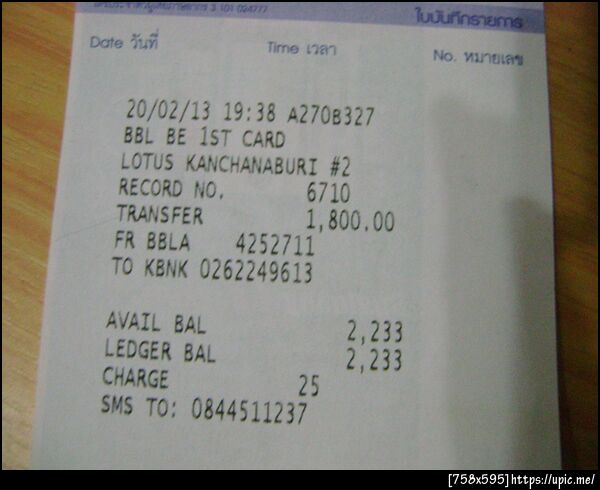 3 101 024777
ใบบันทึกรายการ
Date วันที่ Time เวลา No. หมายเลข
20/02/13 19:38 A270B327
BBL BE 1ST CARD
LOTUS KANCHANABURI #2
RECORD NO. 6710
TRANSFER 1,800.00
FR BBLA 4252711
TO KBNK 0262249613
AVAIL BAL 2,233
LEDGER BAL 2,233
CHARGE 25
SMS TO: 0844511237
[758x595]https://upic.me/